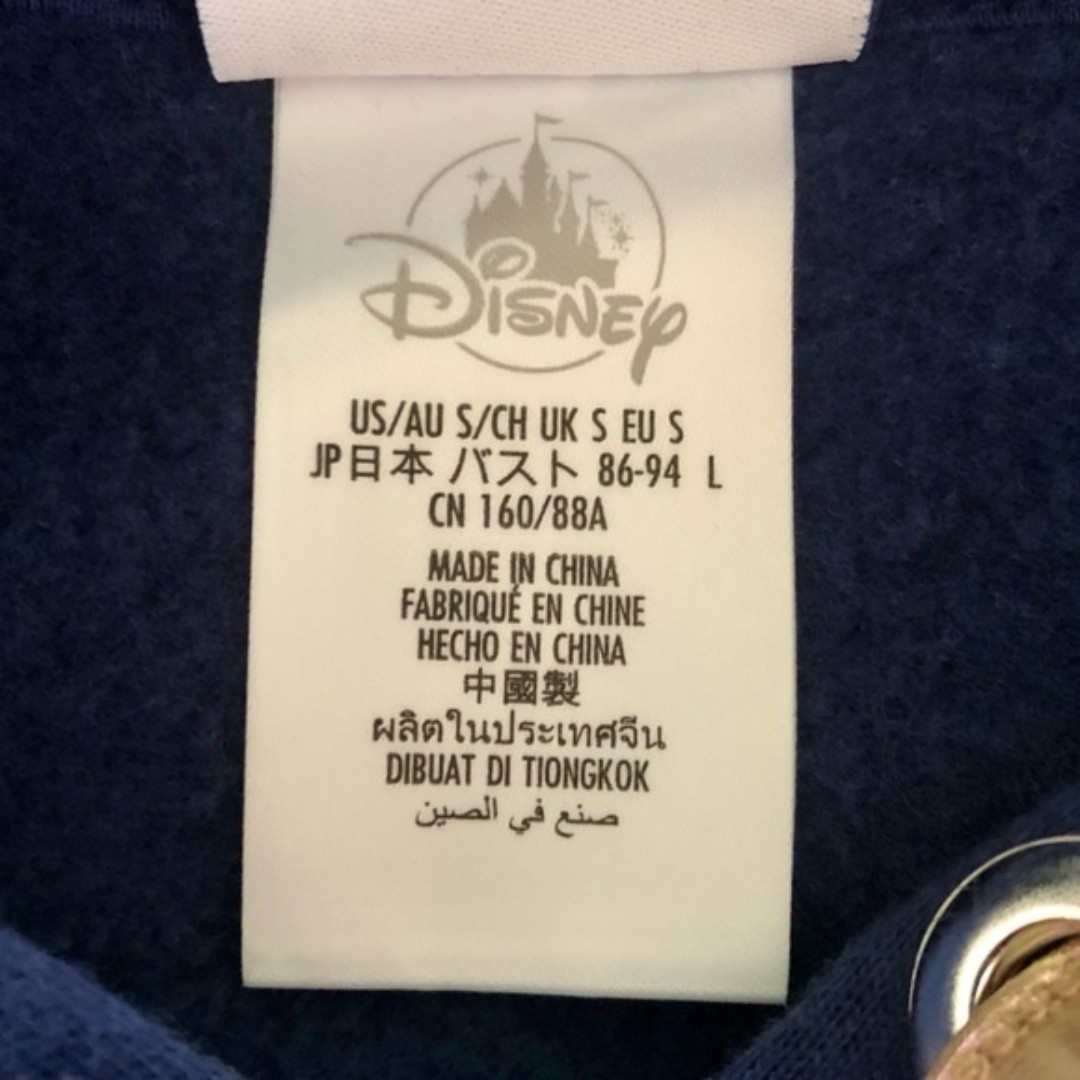 DISNEY
US/AU S/CH UK S EU S
JP日本 バスト 86-94 L
CN 160/88A
MADE IN CHINA
FABRIQUÉ EN CHINE
HECHO EN CHINA
中國製
ผลิตในประเทศจีน
DIBUAT DI TIONGKOK
صنع في الصين